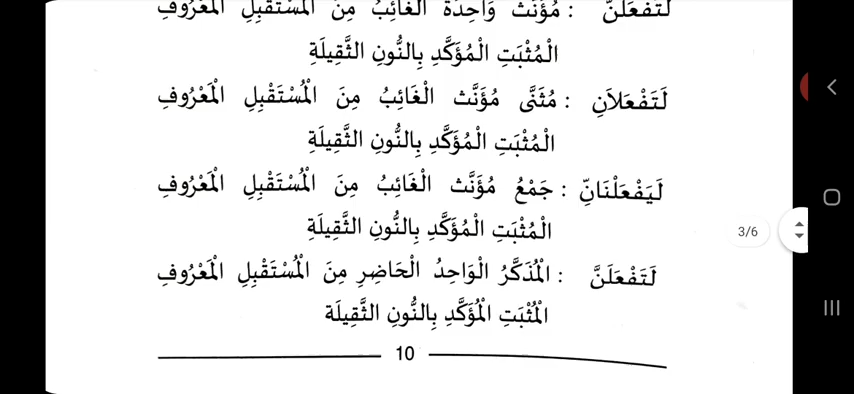 لَتَفْعَلَنَّ : مُؤَنَّث وَاحِدَة الْغَائِبُ مِنَ الْمُسْتَقْبِلِ الْمَعْرُوفِ
الْمُثْبَتِ الْمُؤَكَّدِ بِالنُّونِ الثَّقِيلَةِ
لَتَفْعَلاَنِ : مُثَنَّى مُؤَنَّث الْغَائِبُ مِنَ الْمُسْتَقْبِلِ الْمَعْرُوفِ
الْمُثْبَتِ الْمُؤَكَّدِ بِالنُّونِ الثَّقِيلَةِ
لَيَفْعَلْنَانِّ : جَمْعُ مُؤَنَّث الْغَائِبُ مِنَ الْمُسْتَقْبِلِ الْمَعْرُوفِ
الْمُثْبَتِ الْمُؤَكَّدِ بِالنُّونِ الثَّقِيلَةِ
3/6
لَتَفْعَلَنَّ : الْمُذَكَّرُ الْوَاحِدُ الْحَاضِرِ مِنَ الْمُسْتَقْبِلِ الْمَعْرُوفِ
الْمُثْبَتِ الْمُؤَكَّدِ بِالنُّونِ الثَّقِيلَة
10